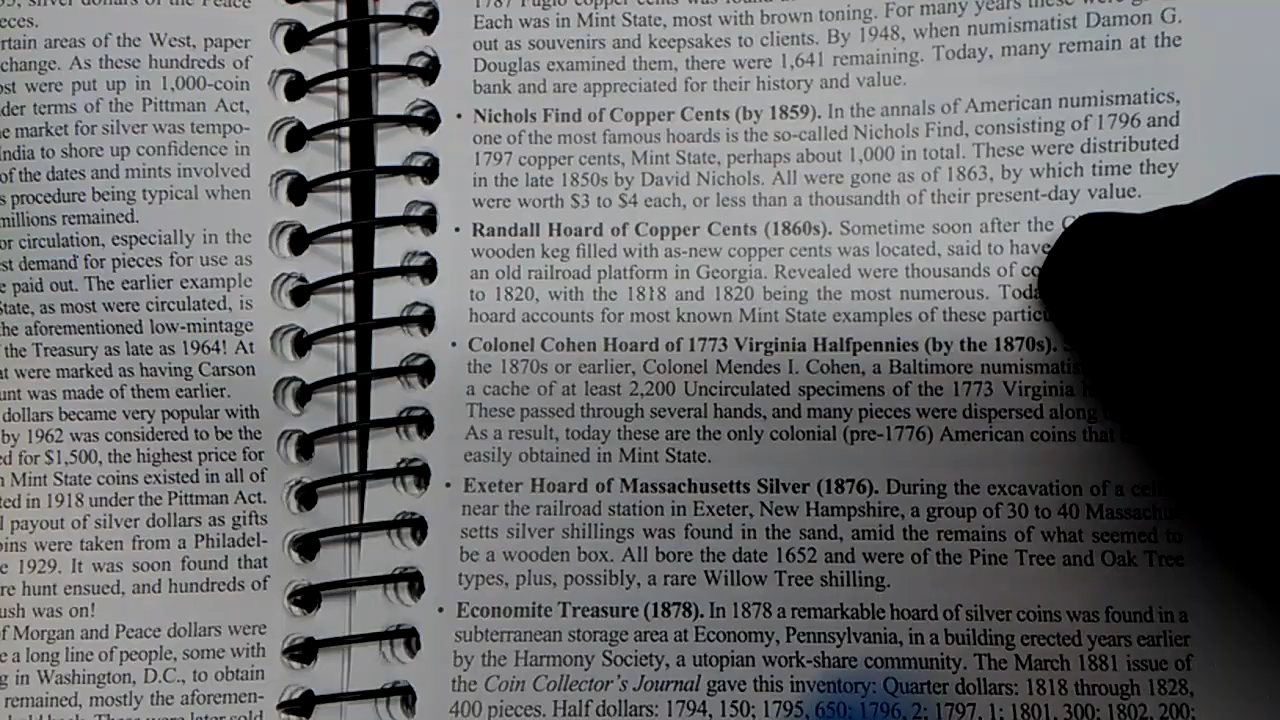 35, silver dollars of the Peace
eces.
rtain areas of the West, paper
change. As these hundreds of
ost were put up in 1,000-coin
der terms of the Pittman Act,
e market for silver was tempo-
India to shore up confidence in
of the dates and mints involved
s procedure being typical when
millions remained.
or circulation, especially in the
est demand for pieces for use as
e paid out. The earlier example
State, as most were circulated, is
he aforementioned low-mintage
the Treasury as late as 1964! At
at were marked as having Carson
unt was made of them earlier.
dollars became very popular with
by 1962 was considered to be the
ed for $1,500, the highest price for
n Mint State coins existed in all of
ted in 1918 under the Pittman Act.
l payout of silver dollars as gifts
oins were taken from a Philadel-
e 1929. It was soon found that
re hunt ensued, and hundreds of
ush was on!
f Morgan and Peace dollars were
e a long line of people, some with
g in Washington, D.C., to obtain
remained, mostly the aforemen-
1787 Fugio copper cents was found
Each was in Mint State, most with brown toning. For many years these were
out as souvenirs and keepsakes to clients. By 1948, when numismatist Damon G.
Douglas examined them, there were 1,641 remaining. Today, many remain at the
bank and are appreciated for their history and value.
• Nichols Find of Copper Cents (by 1859). In the annals of American numismatics,
one of the most famous hoards is the so-called Nichols Find, consisting of 1796 and
1797 copper cents, Mint State, perhaps about 1,000 in total. These were distributed
in the late 1850s by David Nichols. All were gone as of 1863, by which time they
were worth $3 to $4 each, or less than a thousandth of their present-day value.
• Randall Hoard of Copper Cents (1860s). Sometime soon after the
wooden keg filled with as-new copper cents was located, said to have
an old railroad platform in Georgia. Revealed were thousands of
to 1820, with the 1818 and 1820 being the most numerous.
hoard accounts for most known Mint State examples of these
• Colonel Cohen Hoard of 1773 Virginia Halfpennies (by the 1870s).
the 1870s or earlier, Colonel Mendes I. Cohen, a Baltimore
a cache of at least 2,200 Uncirculated specimens of the 1773 Virginia
These passed through several hands, and many pieces were dispersed along
As a result, today these are the only colonial (pre-1776) American coins that
easily obtained in Mint State.
• Exeter Hoard of Massachusetts Silver (1876). During the excavation of a
near the railroad station in Exeter, New Hampshire, a group of 30 to 40 Massachu-
setts silver shillings was found in the sand, amid the remains of what seemed to
be a wooden box. All bore the date 1652 and were of the Pine Tree and Oak Tree
types, plus, possibly, a rare Willow Tree shilling.
• Economite Treasure (1878). In 1878 a remarkable hoard of silver coins was found in a
subterranean storage area at Economy, Pennsylvania, in a building erected years earlier
by the Harmony Society, a utopian work-share community. The March 1881 issue of
the Coin Collector's Journal gave this inventory: Quarter dollars: 1818 through 1828,
400 pieces. Half dollars: 1794, 150; 1795, 650; 1796, 2; 1797, 1; 1801, 300; 1802, 200;